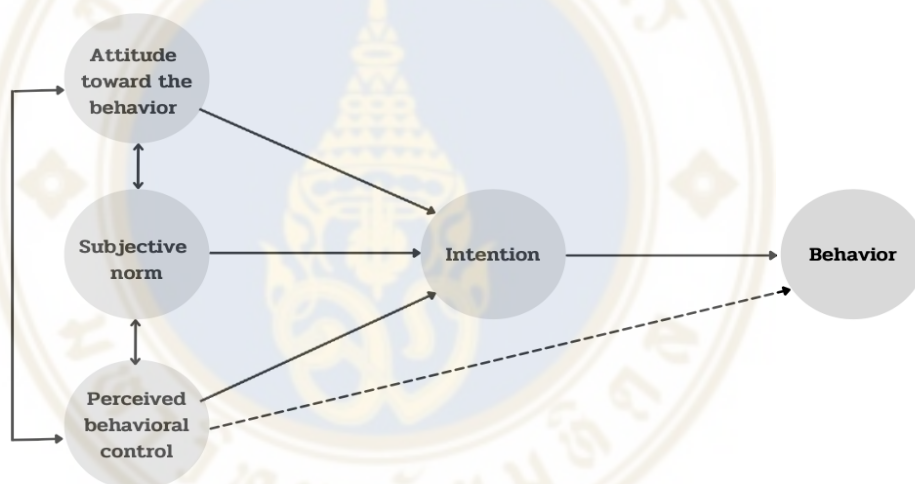 Attitude
toward the
behavior
Subjective
norm
Intention
Behavior
Perceived
behavioral
control